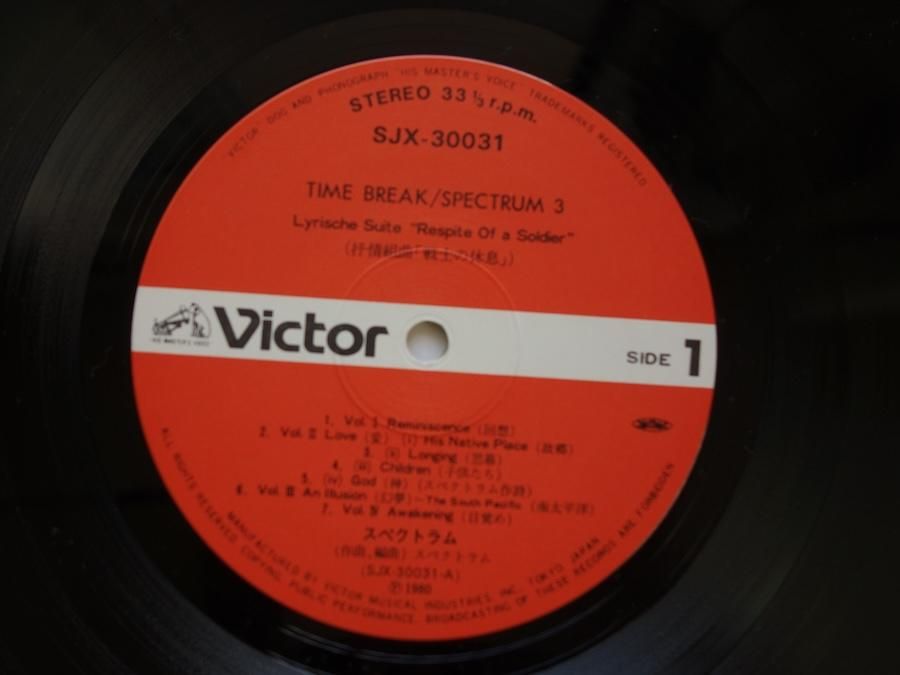 "VICTOR" DOG AND PHONOGRAPH "HIS MASTER'S VOICE" TRADEMARKS REGISTERED
STEREO 33 ⅓ r.p.m.
SJX-30031
TIME BREAK/SPECTRUM 3
Lyrische Suite "Respite Of a Soldier"
(抒情組曲「戦士の休息」)
"HIS MASTER'S VOICE"
Victor
SIDE 1
1. Vol. I Reminiscence (回想)
2. Vol. II Love (愛) (i) His Native Place (故郷)
3. (ii) Longing (思慕)
4. (iii) Children (子供たち)
5. (iv) God (神) (スペクトラム作詩)
6. Vol. III An Illusion (幻夢)−The South Pacific (南太平洋)
7. Vol. IV Awakening (目覚め)
スペクトラム
(作曲、編曲) スペクトラム
(SJX-30031-A)
Ⓟ 1980
ALL RIGHTS RESERVED. COPYING, PUBLIC PERFORMANCE, BROADCASTING OF THESE RECORDS ARE FORBIDDEN
MANUFACTURED BY VICTOR MUSICAL INDUSTRIES, INC. TOKYO, JAPAN